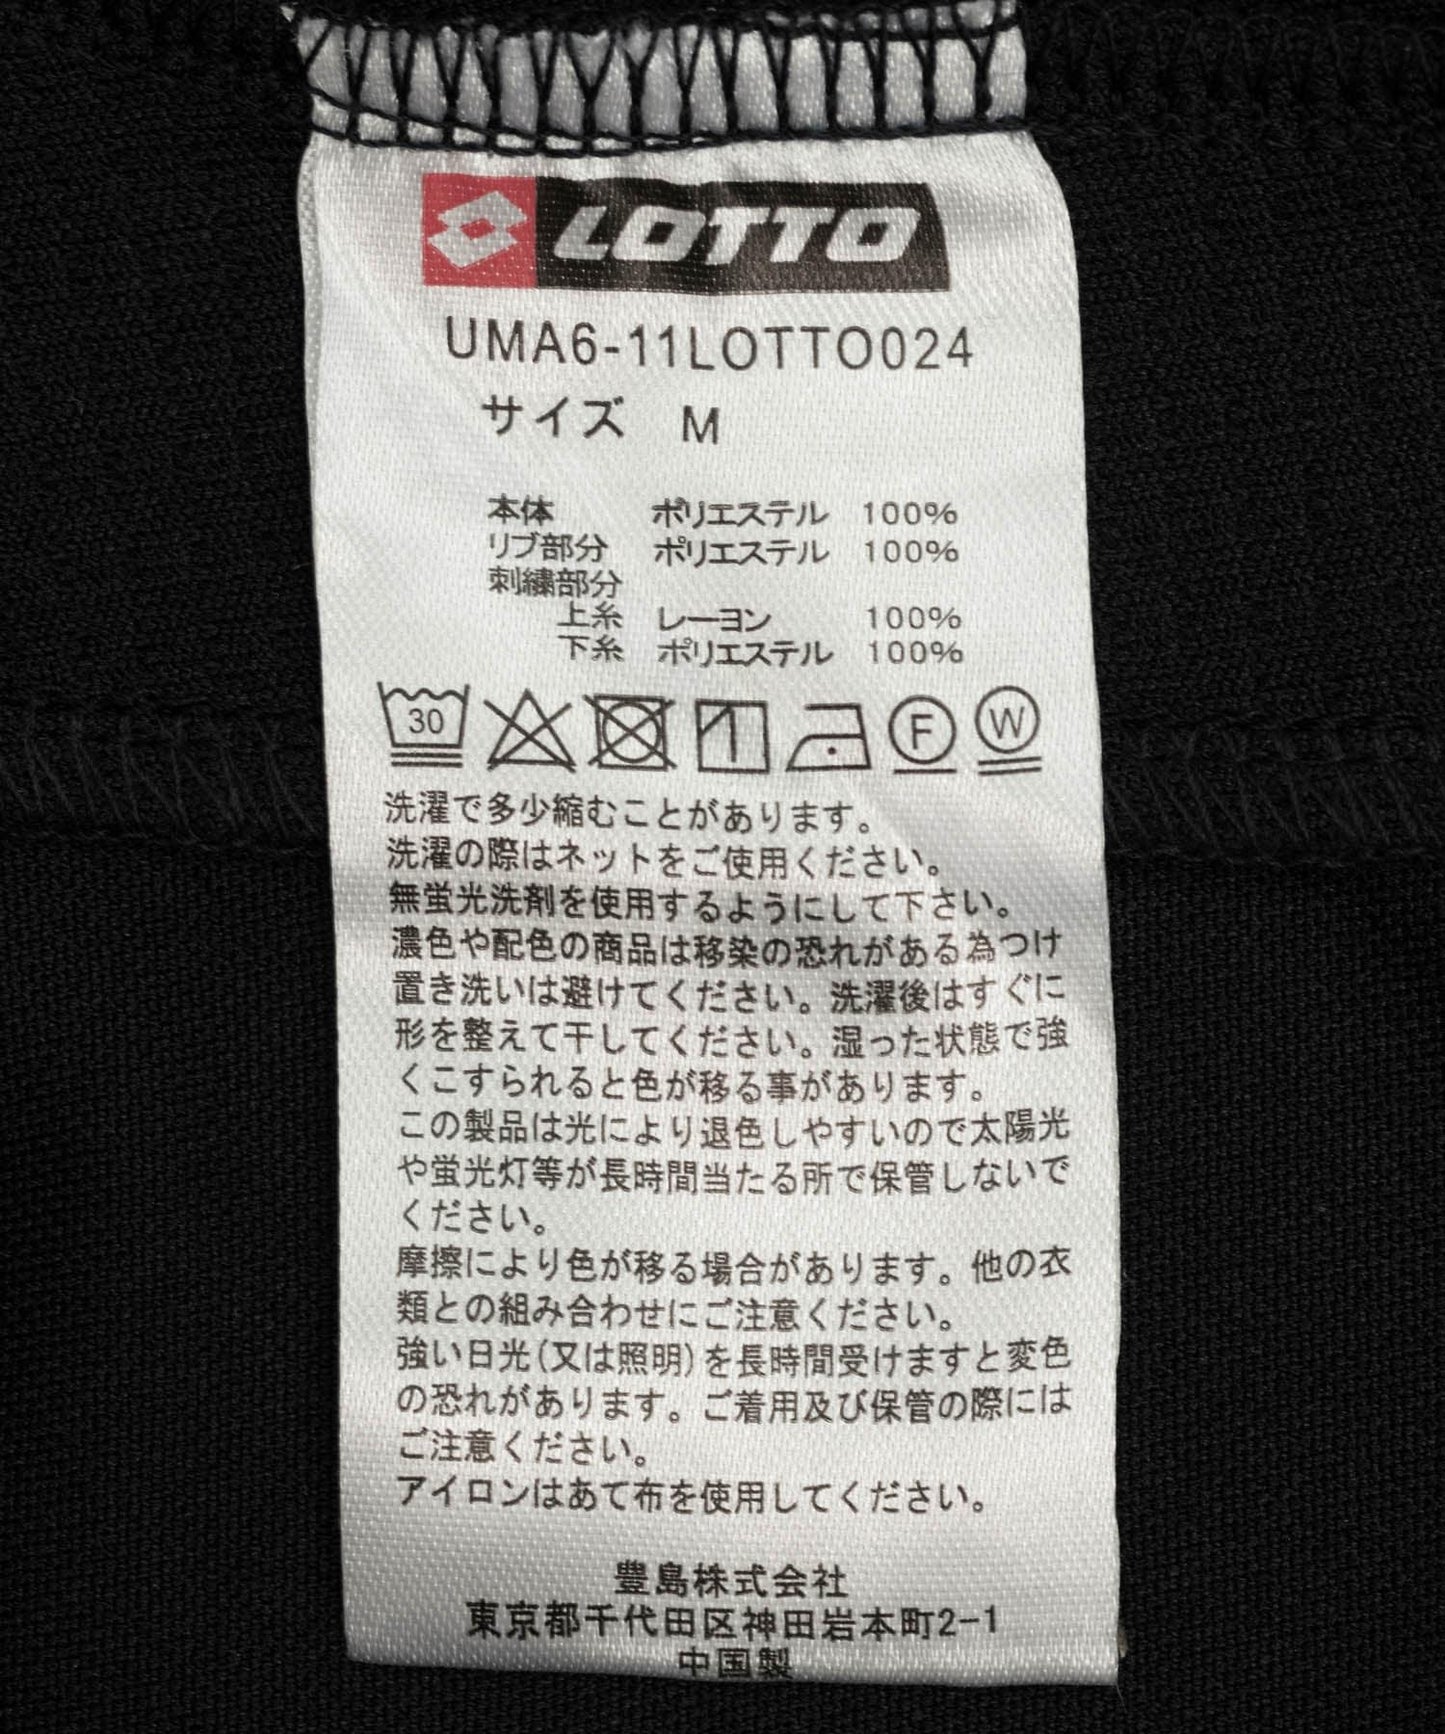 LOTTO
UMA6-11LOTTO024
サイズ M
本体 ポリエステル 100%
リブ部分 ポリエステル 100%
刺繍部分
上糸 レーヨン 100%
下糸 ポリエステル 100%
30 F W
洗濯で多少縮むことがあります。
洗濯の際はネットをご使用ください。
無蛍光洗剤を使用するようにして下さい。
濃色や配色の商品は移染の恐れがある為つけ
置き洗いは避けてください。洗濯後はすぐに
形を整えて干してください。湿った状態で強
くこすられると色が移る事があります。
この製品は光により退色しやすいので太陽光
や蛍光灯等が長時間当たる所で保管しないで
ください。
摩擦により色が移る場合があります。他の衣
類との組み合わせにご注意ください。
強い日光(又は照明)を長時間受けますと変色
の恐れがあります。ご着用及び保管の際には
ご注意ください。
アイロンはあて布を使用してください。
豊島株式会社
東京都千代田区神田岩本町2-1
中国製